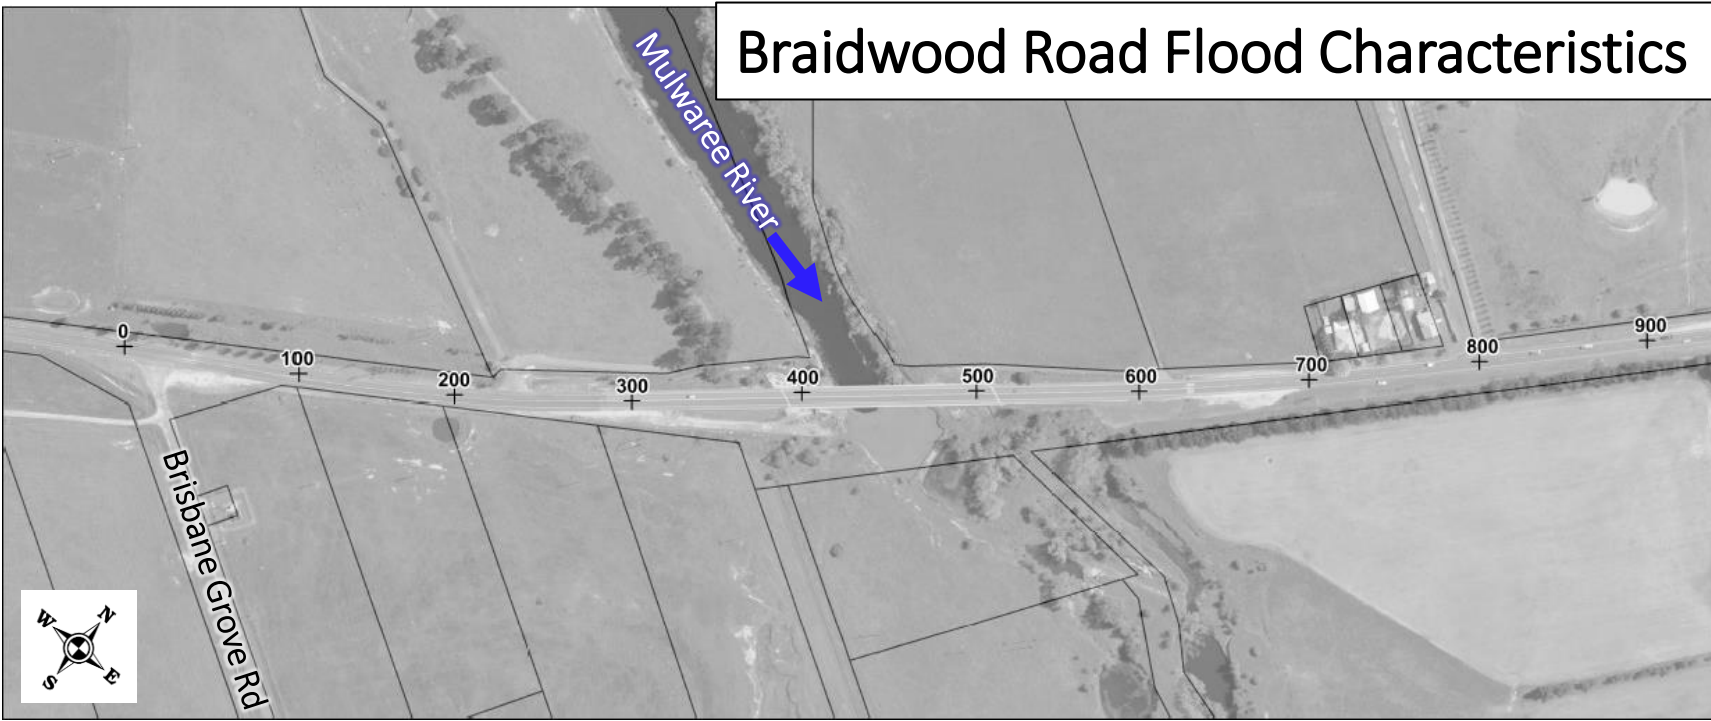 Braidwood Road Flood Characteristics
Mulwaree River
0
100
200
300
400
500
600
700
800
900
Brisbane Grove Rd
W N
S E